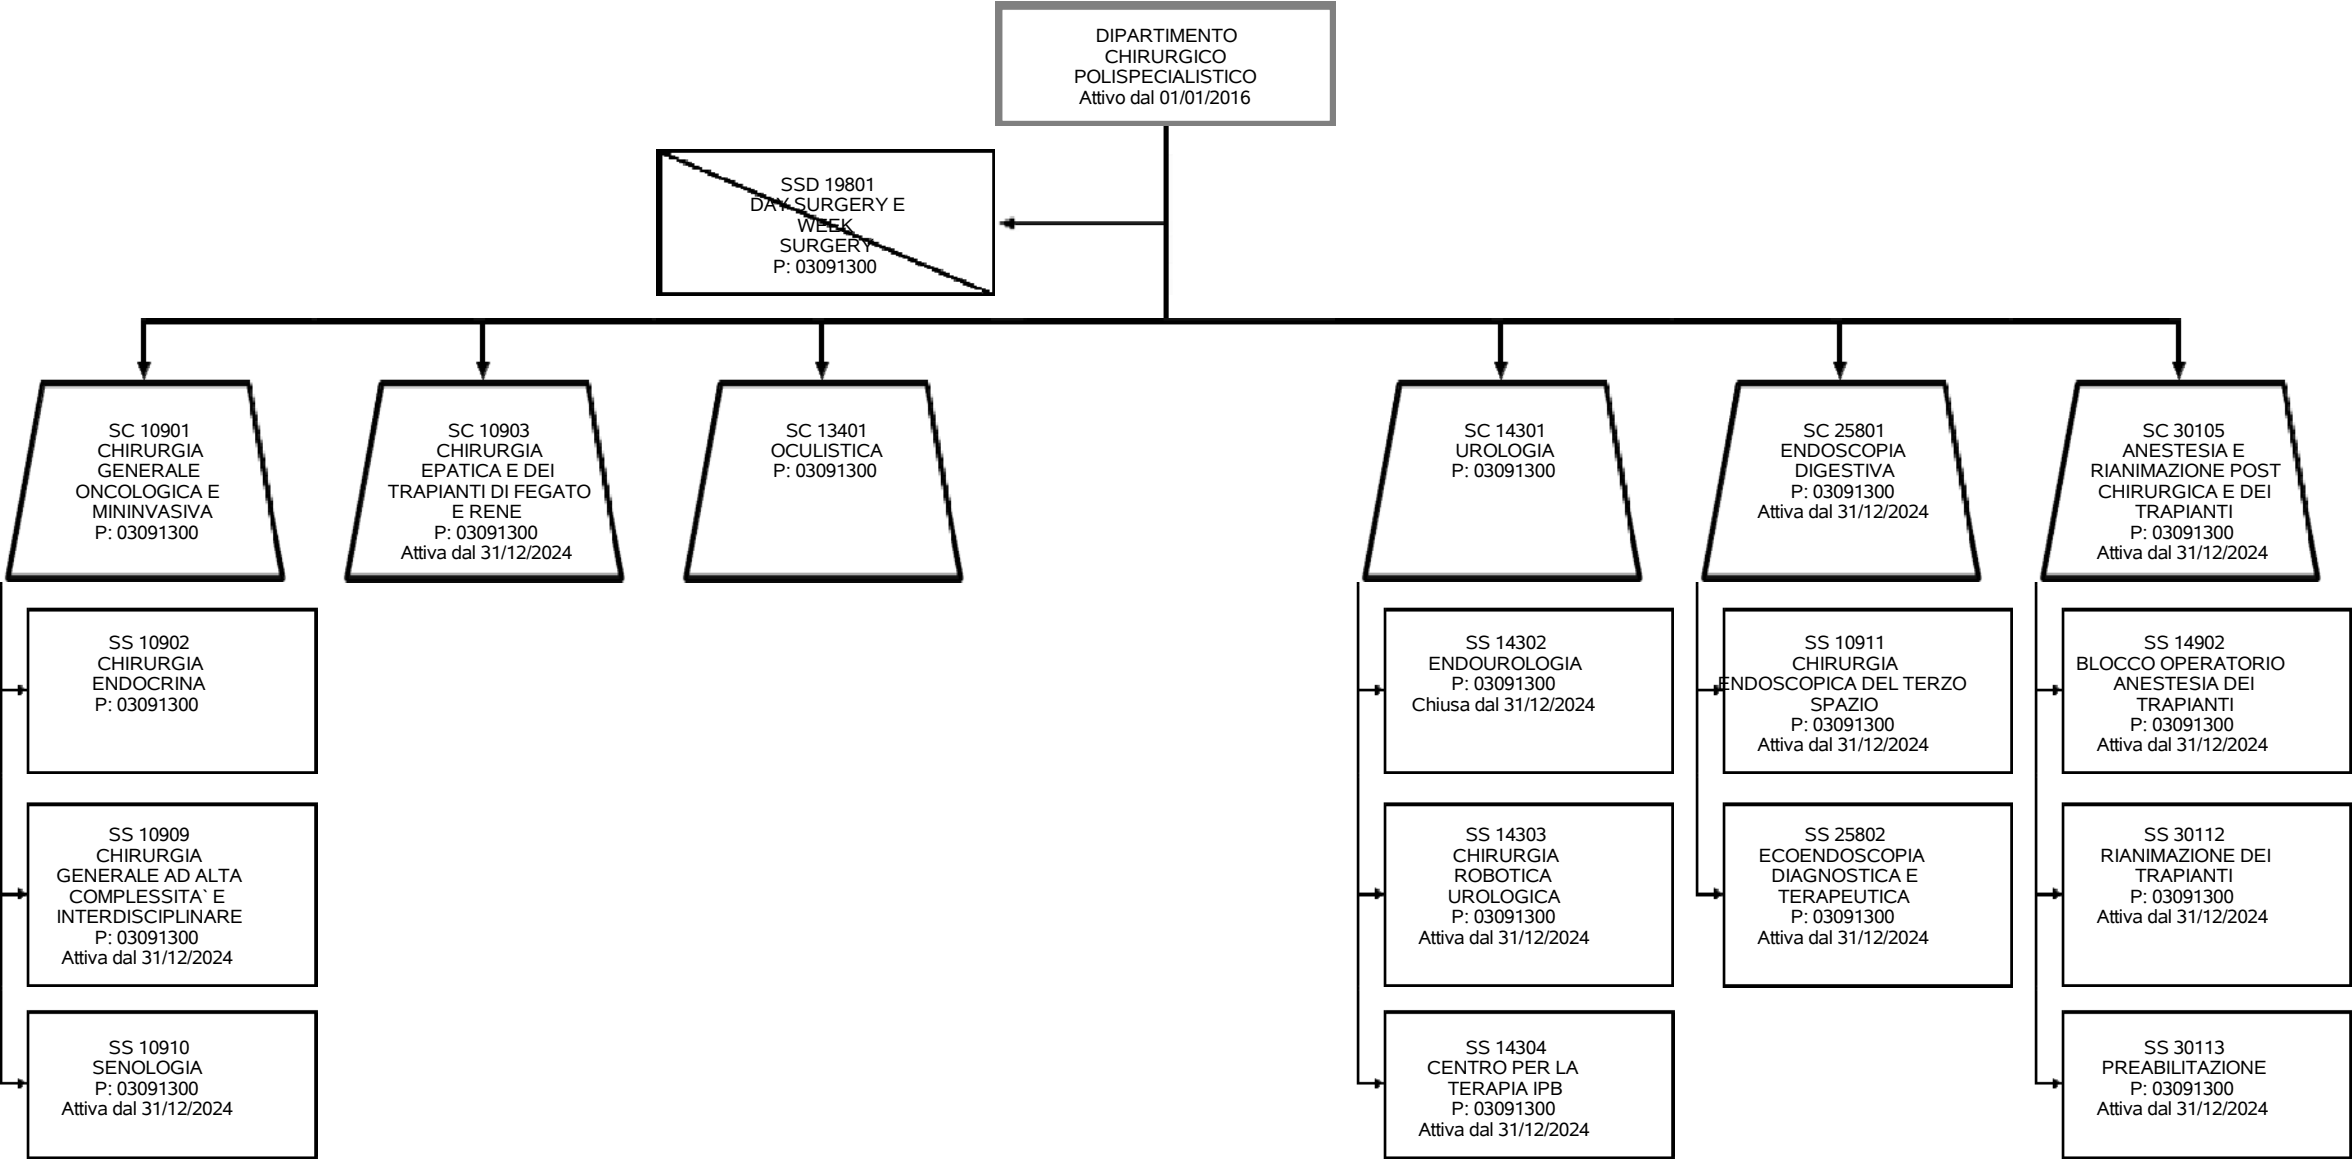 DIPARTIMENTO
CHIRURGICO
POLISPECIALISTICO
Attivo dal 01/01/2016
SSD 19801
DAY SURGERY E
WEEK
SURGERY
P: 03091300
SC 10901
CHIRURGIA
GENERALE
ONCOLOGICA E
MININVASIVA
P: 03091300
SC 10903
CHIRURGIA
EPATICA E DEI
TRAPIANTI DI FEGATO
E RENE
P: 03091300
Attiva dal 31/12/2024
SC 13401
OCULISTICA
P: 03091300
SC 14301
UROLOGIA
P: 03091300
SC 25801
ENDOSCOPIA
DIGESTIVA
P: 03091300
Attiva dal 31/12/2024
SC 30105
ANESTESIA E
RIANIMAZIONE POST
CHIRURGICA E DEI
TRAPIANTI
P: 03091300
Attiva dal 31/12/2024
SS 10902
CHIRURGIA
ENDOCRINA
P: 03091300
SS 14302
ENDOUROLOGIA
P: 03091300
Chiusa dal 31/12/2024
SS 10911
CHIRURGIA
ENDOSCOPICA DEL TERZO
SPAZIO
P: 03091300
Attiva dal 31/12/2024
SS 14902
BLOCCO OPERATORIO
ANESTESIA DEI
TRAPIANTI
P: 03091300
Attiva dal 31/12/2024
SS 10909
CHIRURGIA
GENERALE AD ALTA
COMPLESSITA` E
INTERDISCIPLINARE
P: 03091300
Attiva dal 31/12/2024
SS 14303
CHIRURGIA
ROBOTICA
UROLOGICA
P: 03091300
Attiva dal 31/12/2024
SS 25802
ECOENDOSCOPIA
DIAGNOSTICA E
TERAPEUTICA
P: 03091300
Attiva dal 31/12/2024
SS 30112
RIANIMAZIONE DEI
TRAPIANTI
P: 03091300
Attiva dal 31/12/2024
SS 10910
SENOLOGIA
P: 03091300
Attiva dal 31/12/2024
SS 14304
CENTRO PER LA
TERAPIA IPB
P: 03091300
Attiva dal 31/12/2024
SS 30113
PREABILITAZIONE
P: 03091300
Attiva dal 31/12/2024